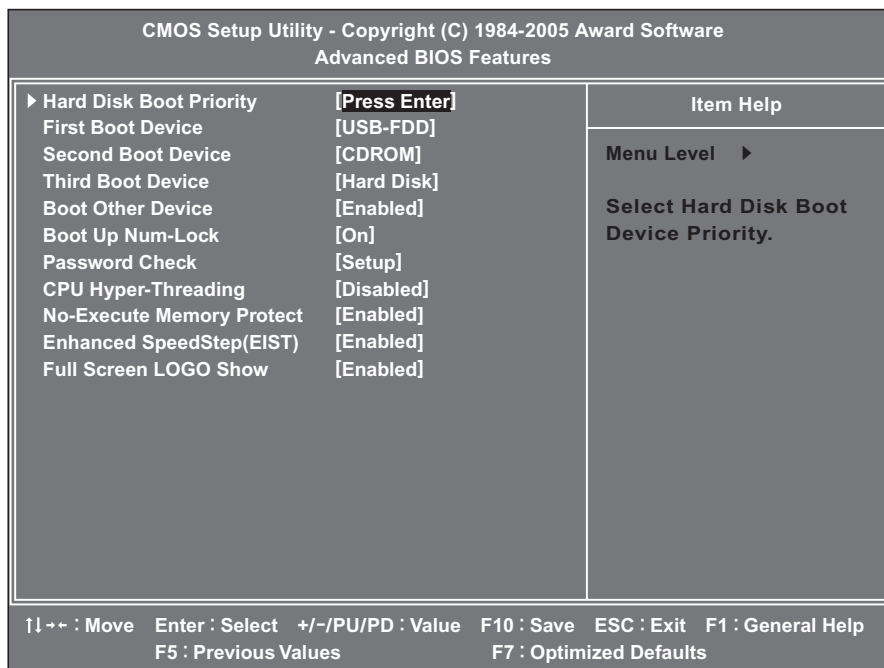 CMOS Setup Utility - Copyright (C) 1984-2005 Award Software
Advanced BIOS Features
Hard Disk Boot Priority [Press Enter]
First Boot Device [USB-FDD]
Second Boot Device [CDROM]
Third Boot Device [Hard Disk]
Boot Other Device [Enabled]
Boot Up Num-Lock [On]
Password Check [Setup]
CPU Hyper-Threading [Disabled]
No-Execute Memory Protect [Enabled]
Enhanced SpeedStep(EIST) [Enabled]
Full Screen LOGO Show [Enabled]
Item Help
Menu Level
Select Hard Disk Boot
Device Priority.
↑↓→←:Move Enter:Select +/-/PU/PD:Value F10:Save ESC:Exit F1:General Help
F5:Previous Values F7:Optimized Defaults